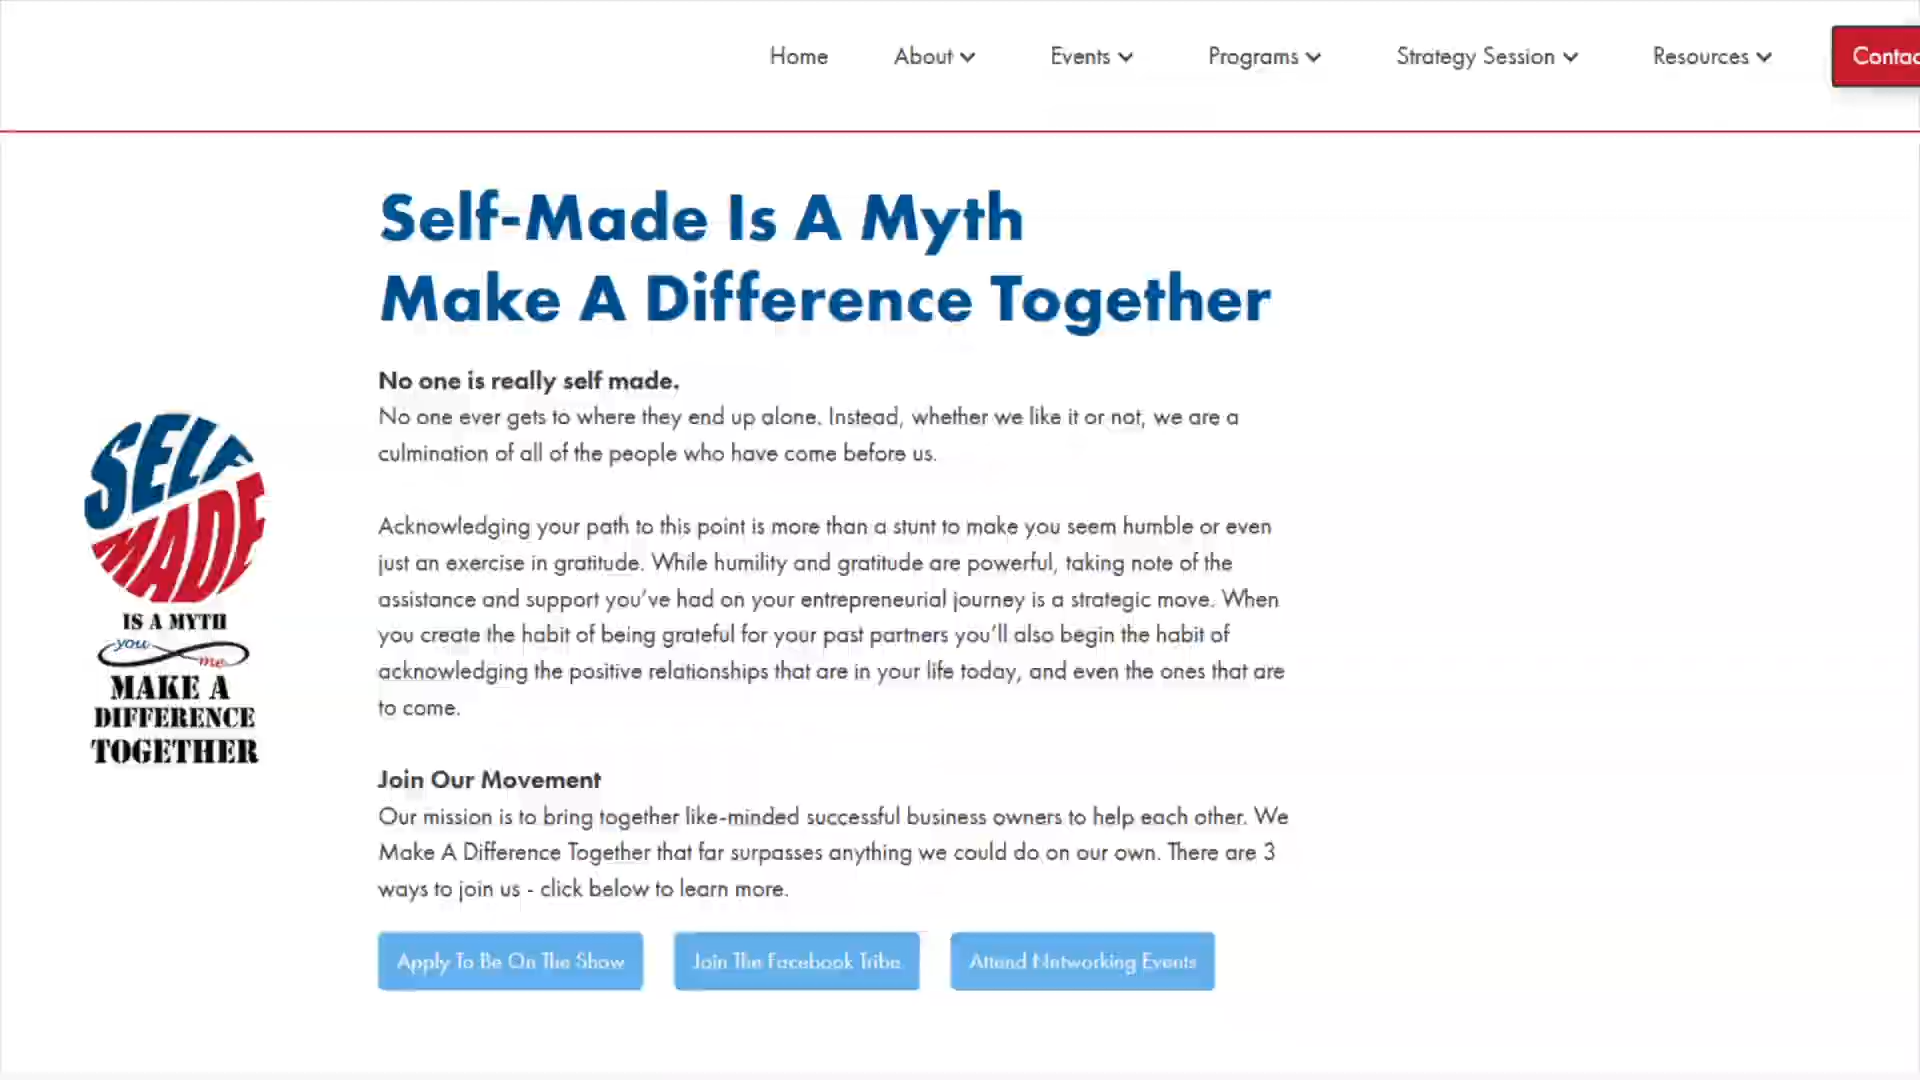 Home
About
Events
Programs
Strategy Session
Resources
Contac
Self-Made Is A Myth
Make A Difference Together
No one is really self made.
No one ever gets to where they end up alone. Instead, whether we like it or not, we are a
culmination of all of the people who have come before us.
Acknowledging your path to this point is more than a stunt to make you seem humble or even
just an exercise in gratitude. While humility and gratitude are powerful, taking note of the
assistance and support you've had on your entrepreneurial journey is a strategic move. When
you create the habit of being grateful for your past partners you'll also begin the habit of
acknowledging the positive relationships that are in your life today, and even the ones that are
to come.
Join Our Movement
Our mission is to bring together like-minded successful business owners to help each other. We
Make A Difference Together that far surpasses anything we could do on our own. There are 3
ways to join us - click below to learn more.
Apply To Be On The Show
Join The Facebook Tribe
Attend Networking Events
SELF
MADE
IS A MYTH
you
me
MAKE A
DIFFERENCE
TOGETHER